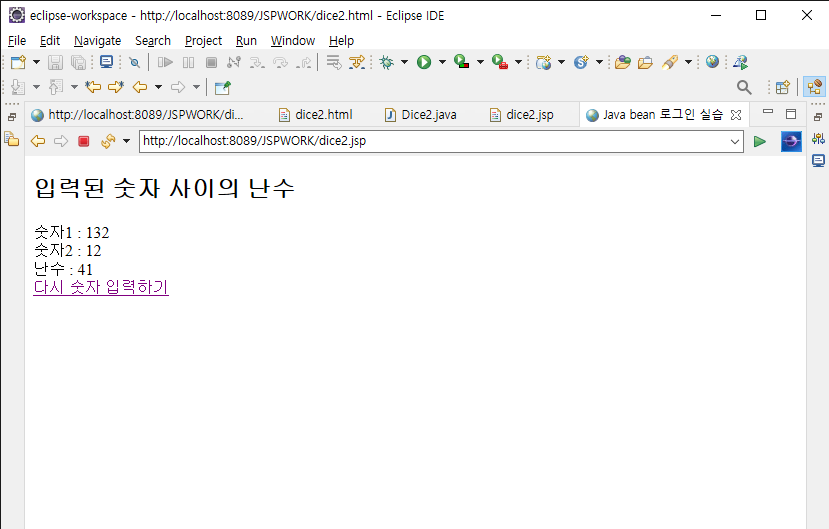 eclipse-workspace - http://localhost:8089/JSPWORK/dice2.html - Eclipse IDE
File Edit Navigate Search Project Run Window Help
http://localhost:8089/JSPWORK/di... dice2.html Dice2.java dice2.jsp Java bean 로그인 실습
http://localhost:8089/JSPWORK/dice2.jsp
입력된 숫자 사이의 난수
숫자1 : 132
숫자2 : 12
난수 : 41
다시 숫자 입력하기